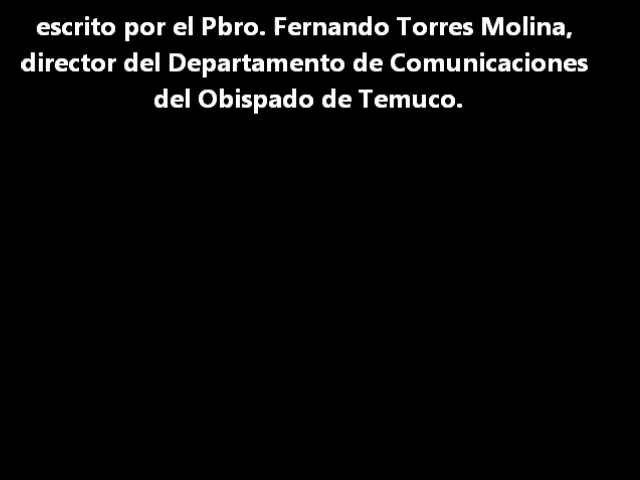 escrito por el Pbro. Fernando Torres Molina,
director del Departamento de Comunicaciones
del Obispado de Temuco.